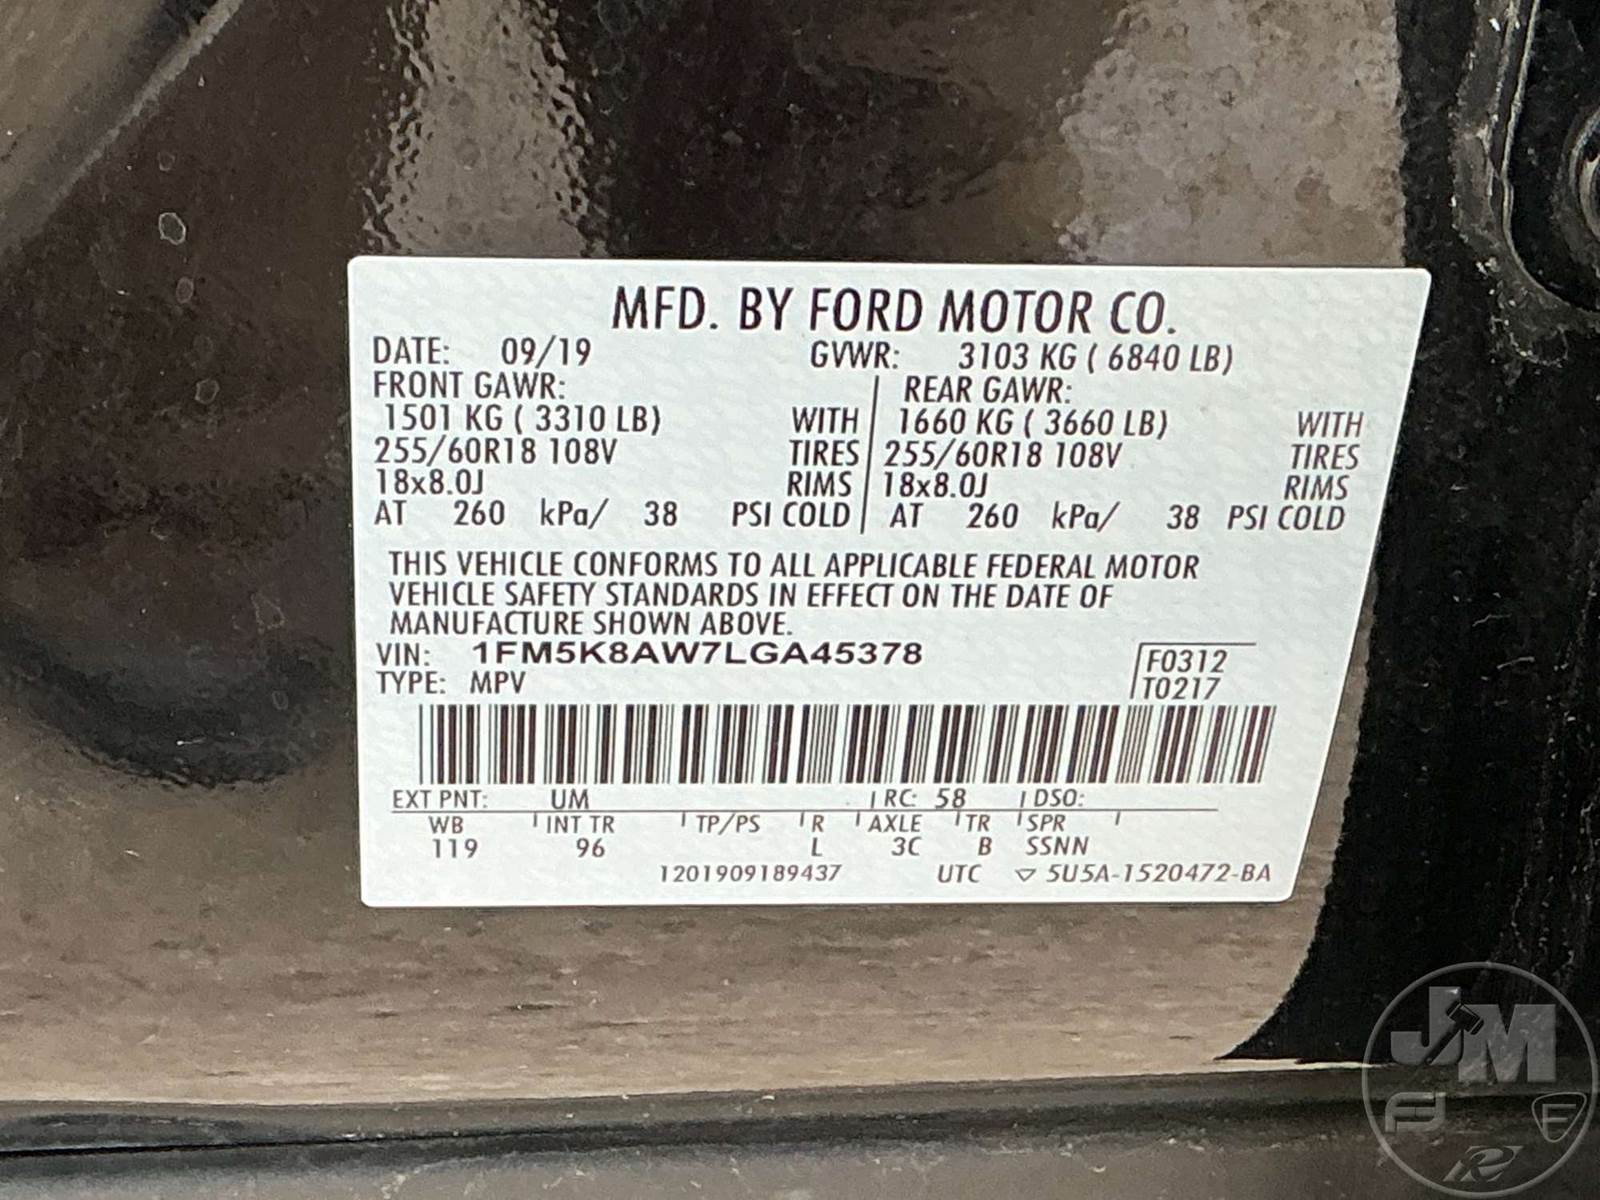 MFD. BY FORD MOTOR CO.
DATE: 09/19 GVWR: 3103 KG ( 6840 LB)
FRONT GAWR: REAR GAWR:
1501 KG ( 3310 LB) WITH 1660 KG ( 3660 LB) WITH
255/60R18 108V TIRES 255/60R18 108V TIRES
18x8.0J RIMS 18x8.0J RIMS
AT 260 kPa/ 38 PSI COLD AT 260 kPa/ 38 PSI COLD
THIS VEHICLE CONFORMS TO ALL APPLICABLE FEDERAL MOTOR
VEHICLE SAFETY STANDARDS IN EFFECT ON THE DATE OF
MANUFACTURE SHOWN ABOVE.
VIN: 1FM5K8AW7LGA45378 F0312
TYPE: MPV T0217
EXT PNT: UM RC: 58 DSO:
WB INT TR TP/PS R AXLE TR SPR
119 96 L 3C B SSNN
1201909189437 UTC ▽ 5U5A-1520472-BA
JM